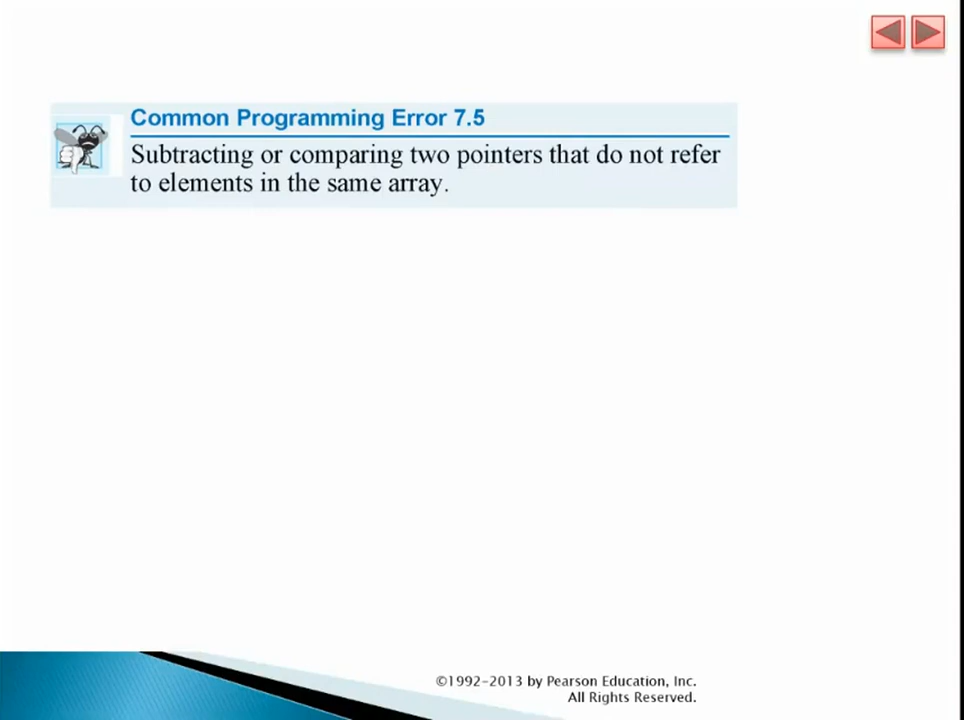 Common Programming Error 7.5
Subtracting or comparing two pointers that do not refer
to elements in the same array.
©1992-2013 by Pearson Education, Inc.
All Rights Reserved.